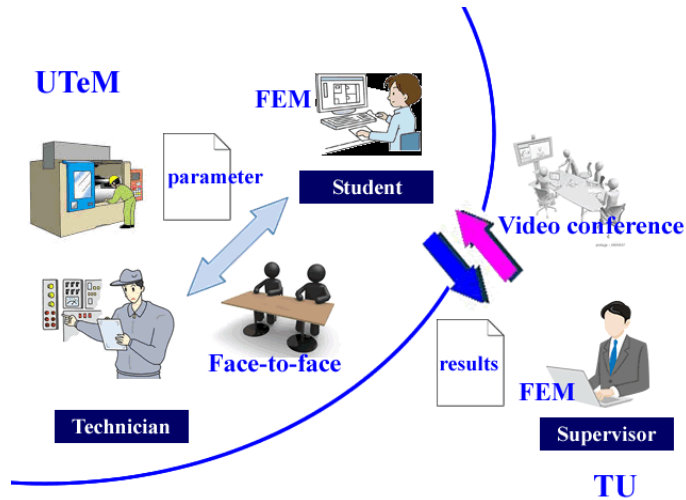 UTeM
FEM
parameter
Student
Video conference
Face-to-face
results
FEM
Technician
Supervisor
TU